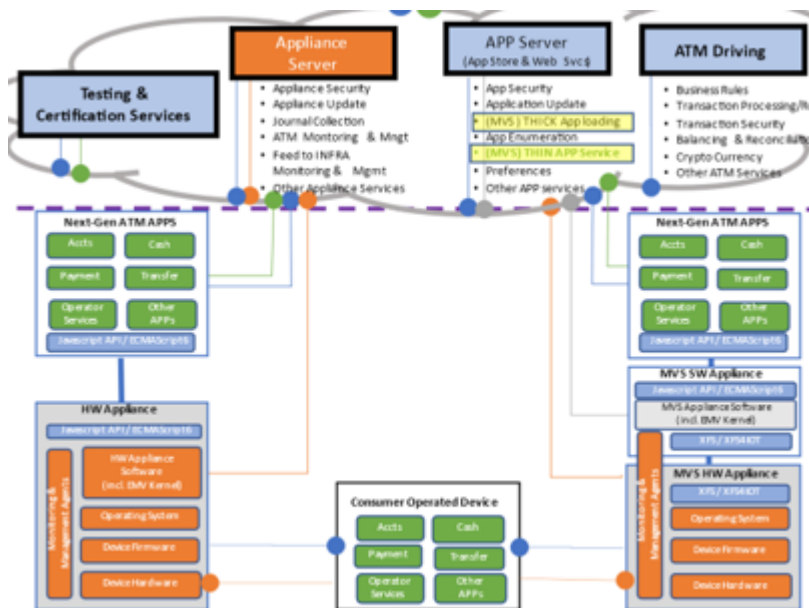 Testing &
Certification Services
Appliance
Server
• Appliance Security
• Appliance Update
• Journal Collection
• ATM Montoring & Mngt
• Feed to INFRA
Monitoring & Mgmt
• Other Appliance Services
APP Server
(App Store & Web Svc$
• App Security
• Application Update
• (MVS) THICK App loading
• App Enumeration
• (MVS) THIN APP Service
• Preferences
• Other APP services
ATM Driving
• Business Rules
• Transaction Processing/R
• Transaction Security
• Balancing & Reconciliatio
• Crypto Currency
• Other ATM Services
Next-Gen ATM APPS
Accts
Cash
Payment
Transfer
Operator
Services
Other
APPs
Javascript API / ECMAScript6
HW Appliance
Javascript API / ECMAScript6
Monitoring &
Management Agents
HW Appliance
Software
(incl. EMV Kernel)
Operating System
Device Firmware
Device Hardware
Consumer Operated Device
Accts
Cash
Payment
Transfer
Operator
Services
Other
APPs
Next-Gen ATM APPS
Accts
Cash
Payment
Transfer
Operator
Services
Other
APPs
Javascript API / ECMAScript6
MVS SW Appliance
Javascript API / ECMAScript6
MVS Appliance Software
(incl. EMV Kernel)
XFS / XFS4IOT
MVS HW Appliance
Monitoring &
Management Agents
XFS / XFS4IOT
Operating System
Device Firmware
Device Hardware